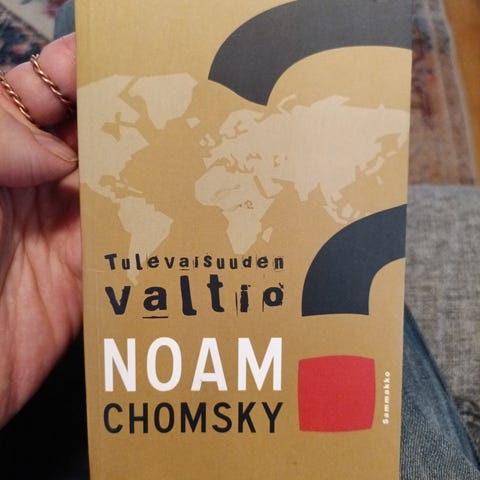 Tulevaisuuden
valtio
NOAM
CHOMSKY
Sammakko